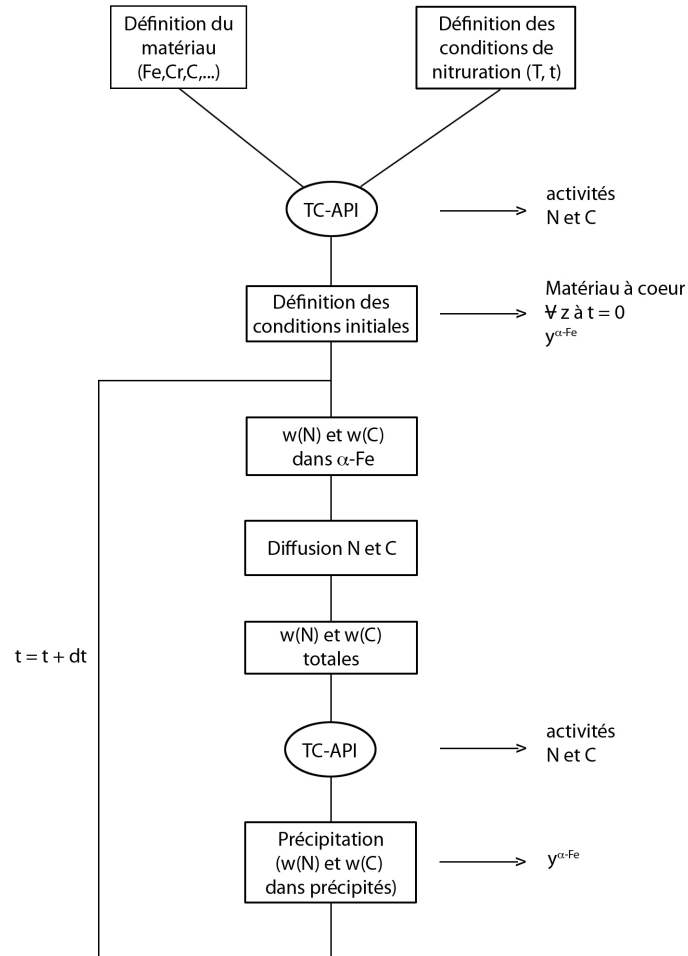 Définition du
matériau
(Fe,Cr,C,...)
Définition des
conditions de
nitruration (T, t)
TC-API
activités
N et C
Définition des
conditions initiales
Matériau à coeur
∀ z à t = 0
y^α-Fe
w(N) et w(C)
dans α-Fe
Diffusion N et C
w(N) et w(C)
totales
t = t + dt
TC-API
activités
N et C
Précipitation
(w(N) et w(C)
dans précipités)
y^α-Fe